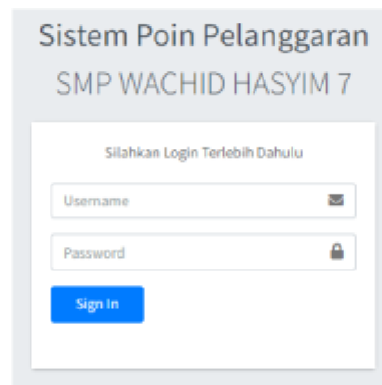 Sistem Poin Pelanggaran
SMP WACHID HASYIM 7
Silahkan Login Terlebih Dahulu
Username
Password
Sign In